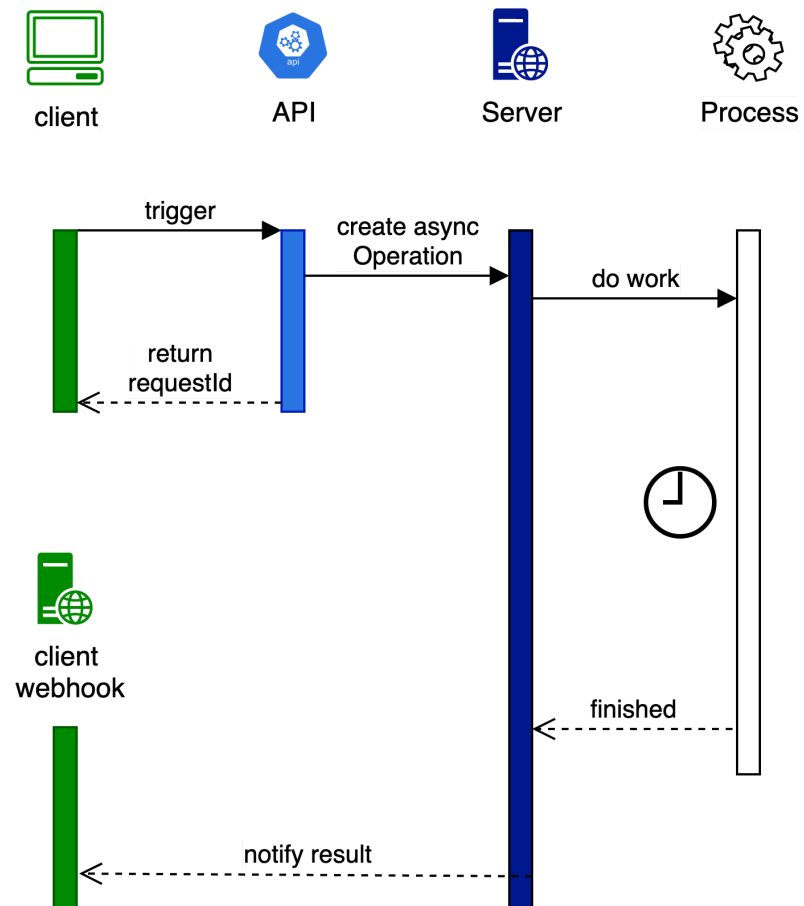 api
client
API
Server
Process
trigger
create async
Operation
do work
return
requestId
client
webhook
finished
notify result